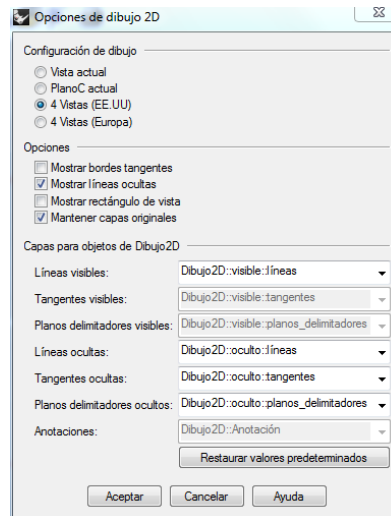 Opciones de dibujo 2D
Configuración de dibujo
Vista actual
PlanoC actual
4 Vistas (EE.UU)
4 Vistas (Europa)
Opciones
Mostrar bordes tangentes
Mostrar líneas ocultas
Mostrar rectángulo de vista
Mantener capas originales
Capas para objetos de Dibujo2D
Líneas visibles: Dibujo2D::visible::líneas
Tangentes visibles: Dibujo2D::visible::tangentes
Planos delimitadores visibles: Dibujo2D::visible::planos_delimitadores
Líneas ocultas: Dibujo2D::oculto::líneas
Tangentes ocultas: Dibujo2D::oculto::tangentes
Planos delimitadores ocultos: Dibujo2D::oculto::planos_delimitadores
Anotaciones: Dibujo2D::Anotación
Restaurar valores predeterminados
Aceptar Cancelar Ayuda